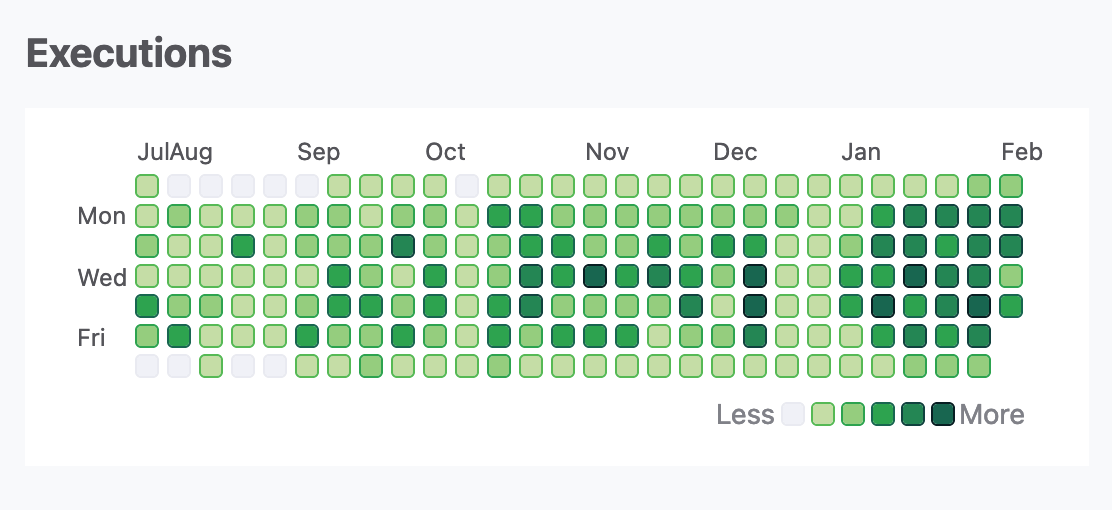 Executions
JulAug Sep Oct Nov Dec Jan Feb
Mon
Wed
Fri
Less More